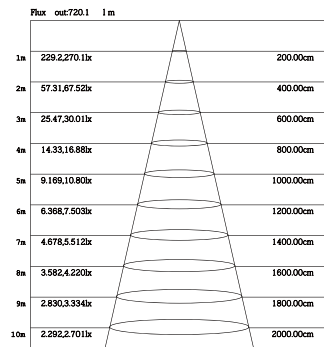 Flux out:720.1 lm
1m 229.2,270.1lx 200.00cm
2m 57.31,67.52lx 400.00cm
3m 25.47,30.01lx 600.00cm
4m 14.33,16.88lx 800.00cm
5m 9.169,10.80lx 1000.00cm
6m 6.368,7.503lx 1200.00cm
7m 4.678,5.512lx 1400.00cm
8m 3.582,4.220lx 1600.00cm
9m 2.830,3.334lx 1800.00cm
10m 2.292,2.701lx 2000.00cm